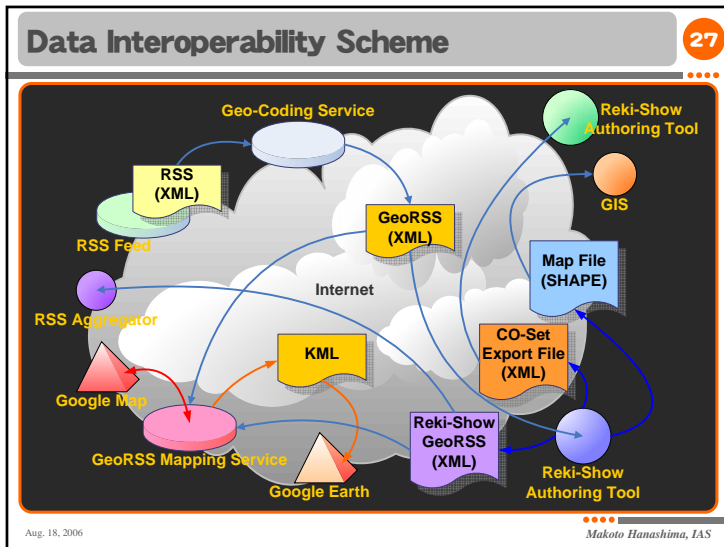 Data Interoperability Scheme
27
Geo-Coding Service
Reki-Show
Authoring Tool
RSS
(XML)
GIS
GeoRSS
(XML)
RSS Feed
Map File
(SHAPE)
Internet
RSS Aggregator
CO-Set
Export File
(XML)
KML
Google Map
Reki-Show
GeoRSS
(XML)
GeoRSS Mapping Service
Google Earth
Reki-Show
Authoring Tool
Aug. 18, 2006
Makoto Hanashima, IAS